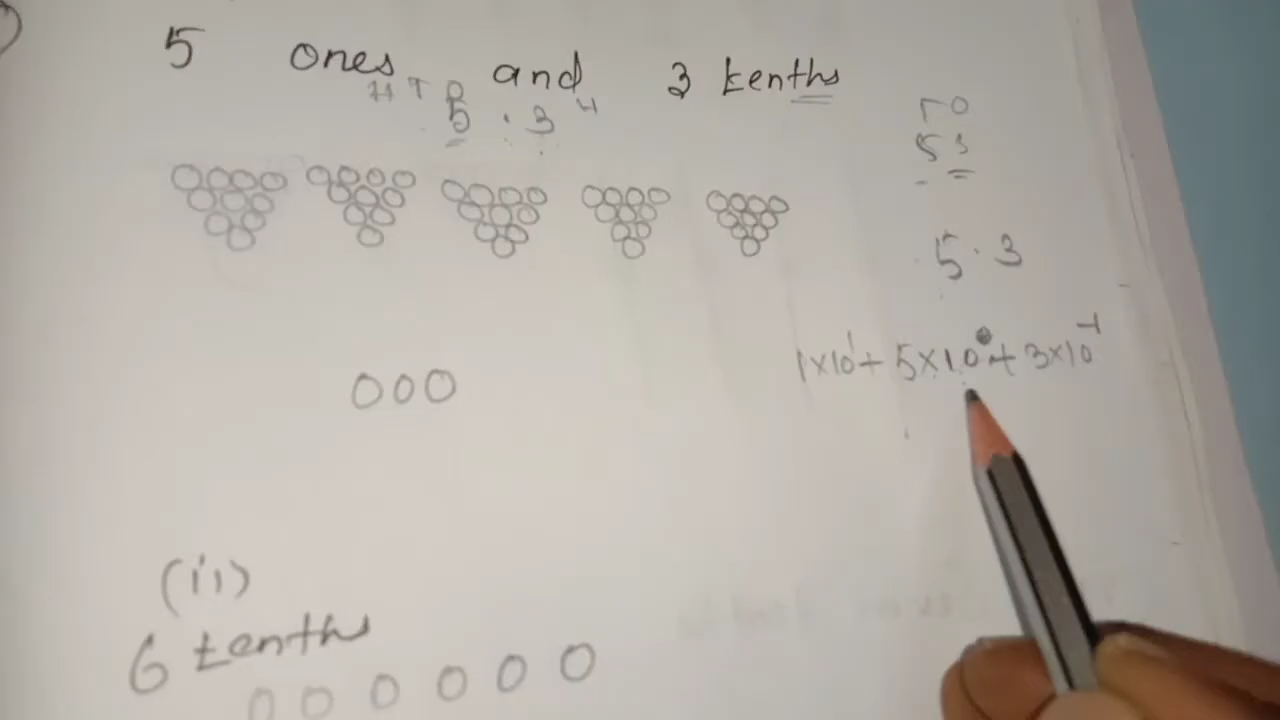 5 ones and 3 tenths
H T O
5 . 3
T O
5 3
5 . 3
1×10¹ + 5×10⁰ + 3×10⁻¹
(ii)
6 tenths